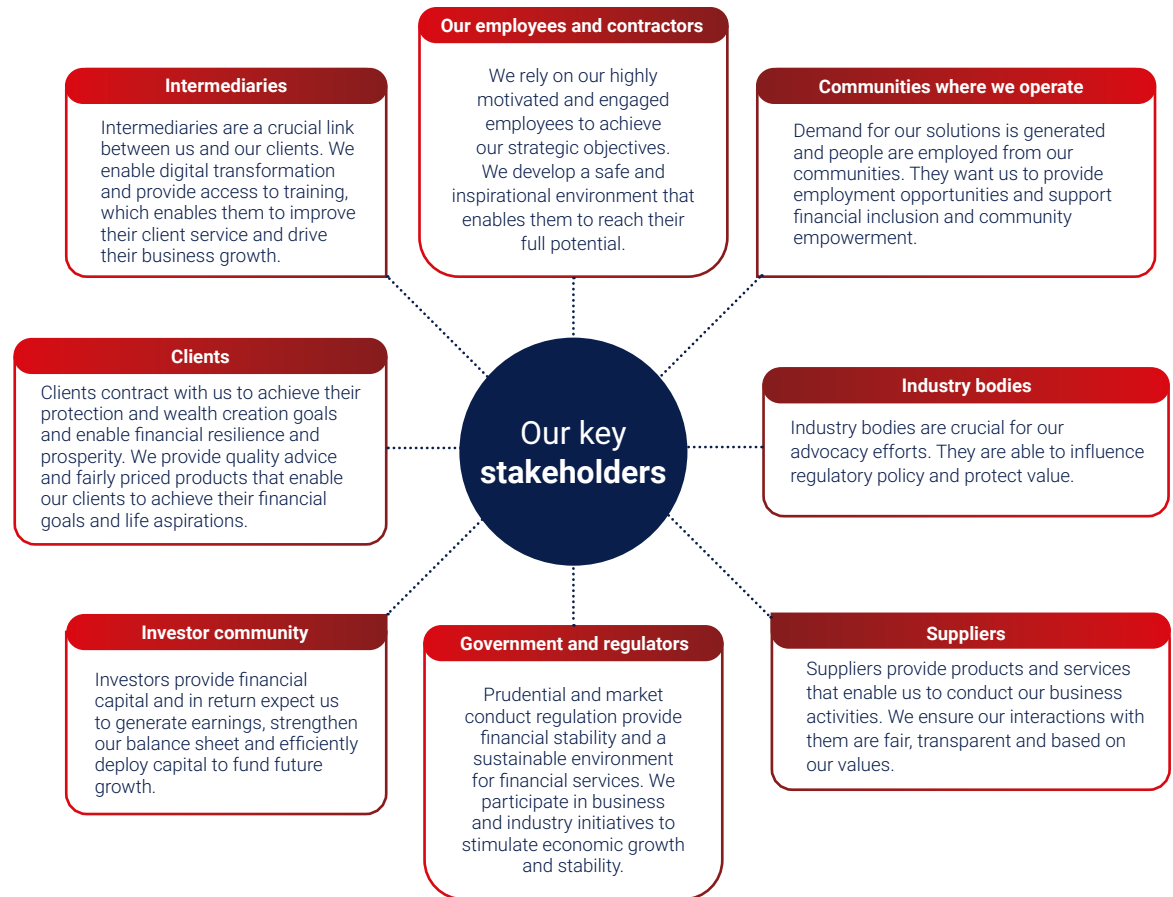 Our employees and contractors
We rely on our highly
motivated and engaged
employees to achieve
our strategic objectives.
We develop a safe and
inspirational environment that
enables them to reach their
full potential.
Intermediaries
Intermediaries are a crucial link
between us and our clients. We
enable digital transformation
and provide access to training,
which enables them to improve
their client service and drive
their business growth.
Communities where we operate
Demand for our solutions is generated
and people are employed from our
communities. They want us to provide
employment opportunities and support
financial inclusion and community
empowerment.
Clients
Clients contract with us to achieve their
protection and wealth creation goals
and enable financial resilience and
prosperity. We provide quality advice
and fairly priced products that enable
our clients to achieve their financial
goals and life aspirations.
Our key
stakeholders
Industry bodies
Industry bodies are crucial for our
advocacy efforts. They are able to influence
regulatory policy and protect value.
Investor community
Investors provide financial
capital and in return expect us
to generate earnings, strengthen
our balance sheet and efficiently
deploy capital to fund future
growth.
Government and regulators
Prudential and market
conduct regulation provide
financial stability and a
sustainable environment
for financial services. We
participate in business
and industry initiatives to
stimulate economic growth
and stability.
Suppliers
Suppliers provide products and services
that enable us to conduct our business
activities. We ensure our interactions with
them are fair, transparent and based on
our values.